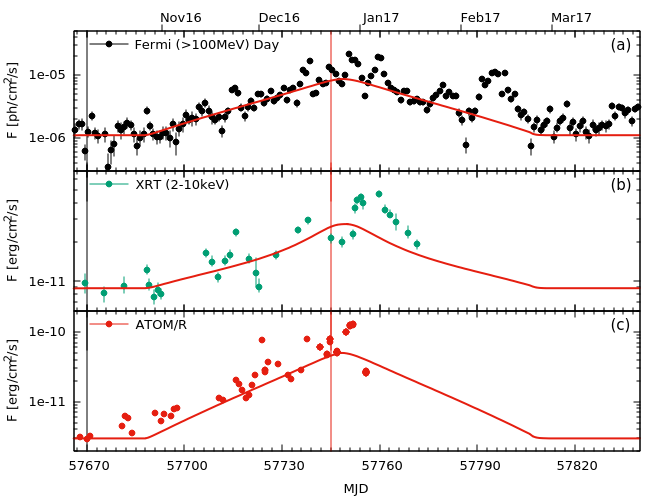 Nov16 Dec16 Jan17 Feb17 Mar17
Fermi (>100MeV) Day (a)
F [ph/cm²/s]
1e-05
1e-06
XRT (2-10keV) (b)
F [erg/cm²/s]
1e-11
ATOM/R (c)
F [erg/cm²/s]
1e-10
1e-11
57670 57700 57730 57760 57790 57820
MJD